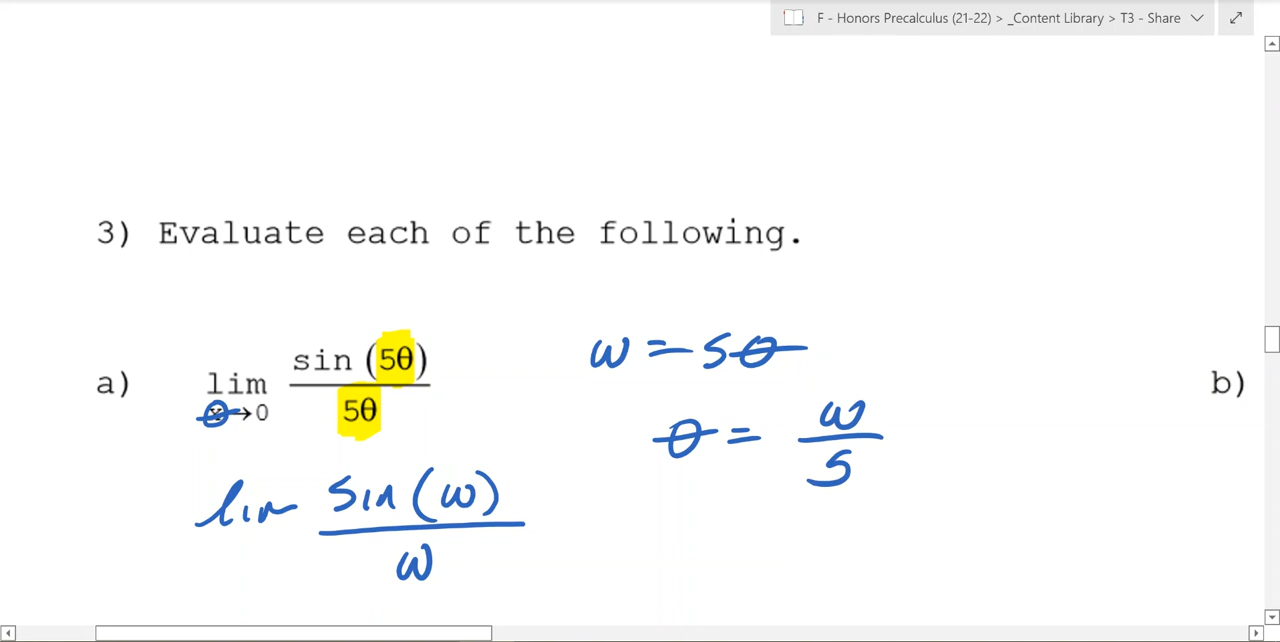 F - Honors Precalculus (21-22) > _Content Library > T3 - Share
3) Evaluate each of the following.
a) lim θ→0 sin (5θ) / 5θ
b)
ω = 5θ
θ = ω / 5
lim sin(ω) / ω